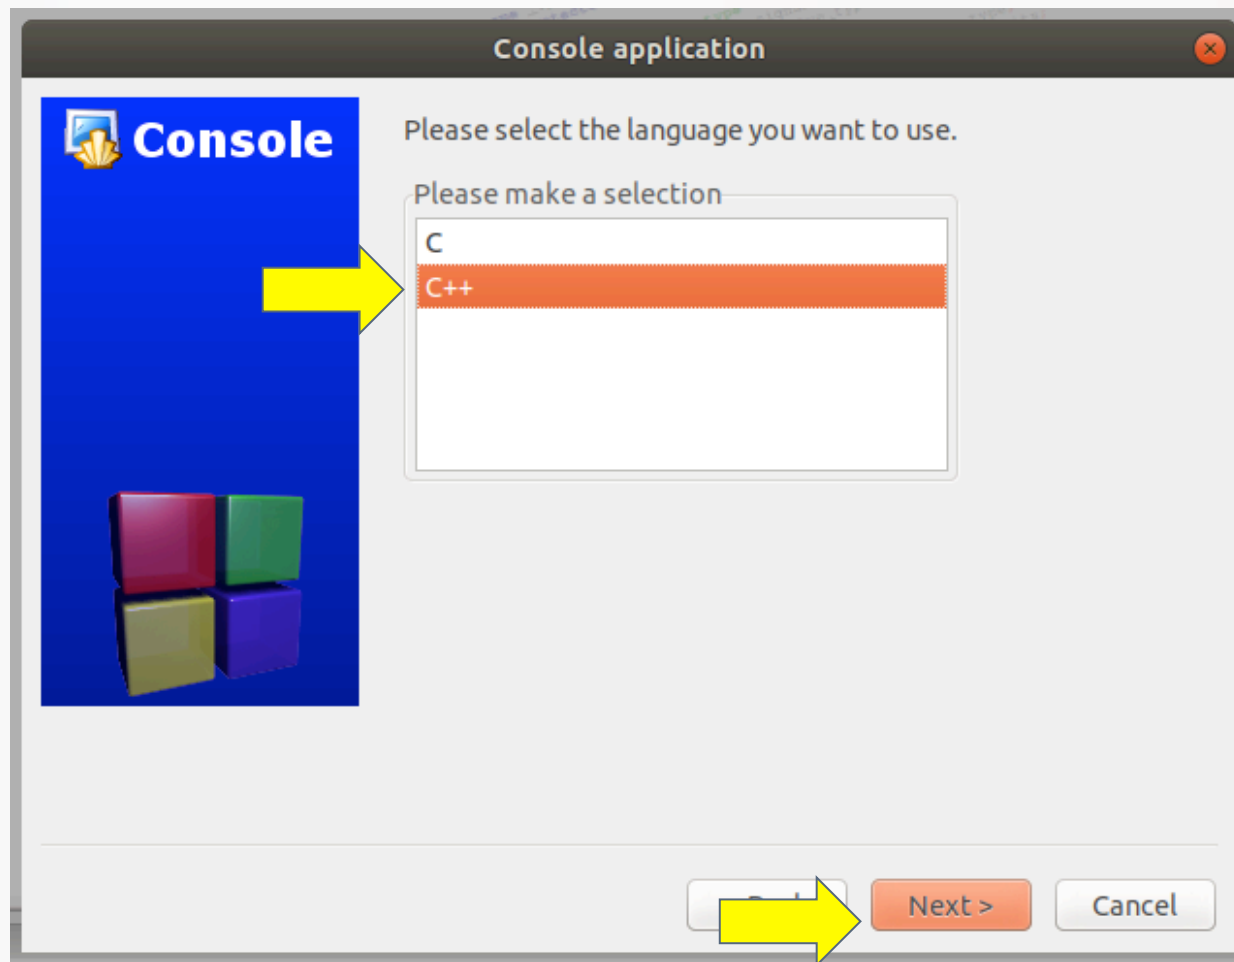 Console application
Console
Please select the language you want to use.
Please make a selection
C
C++
Next >
Cancel